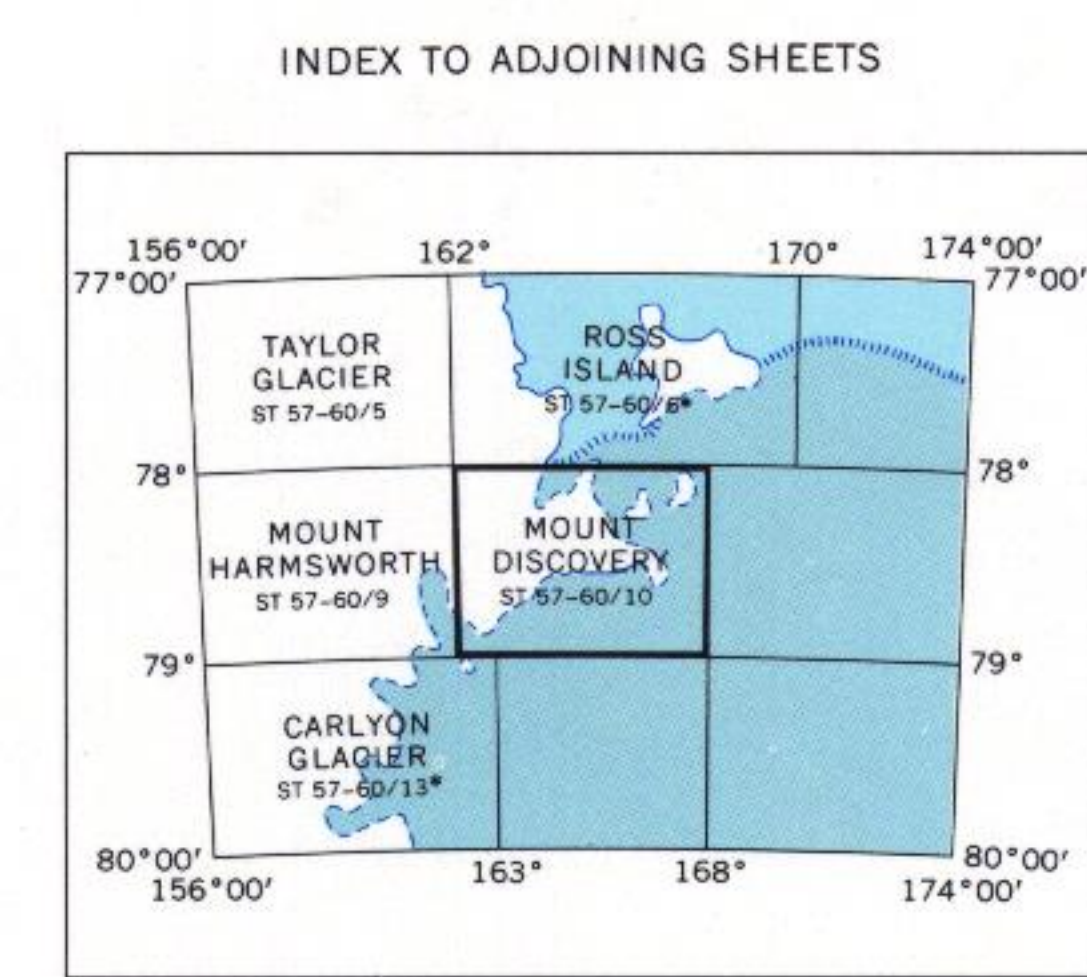 INDEX TO ADJOINING SHEETS
156°00′ 162° 170° 174°00′
77°00′ 77°00′
TAYLOR
GLACIER
ST 57–60/5
ROSS
ISLAND
ST 57–60/6*
78° 78°
MOUNT
HARMSWORTH
ST 57–60/9
MOUNT
DISCOVERY
ST 57–60/10
79° 79°
CARLYON
GLACIER
ST 57–60/13*
80°00′ 80°00′
156°00′ 163° 168° 174°00′